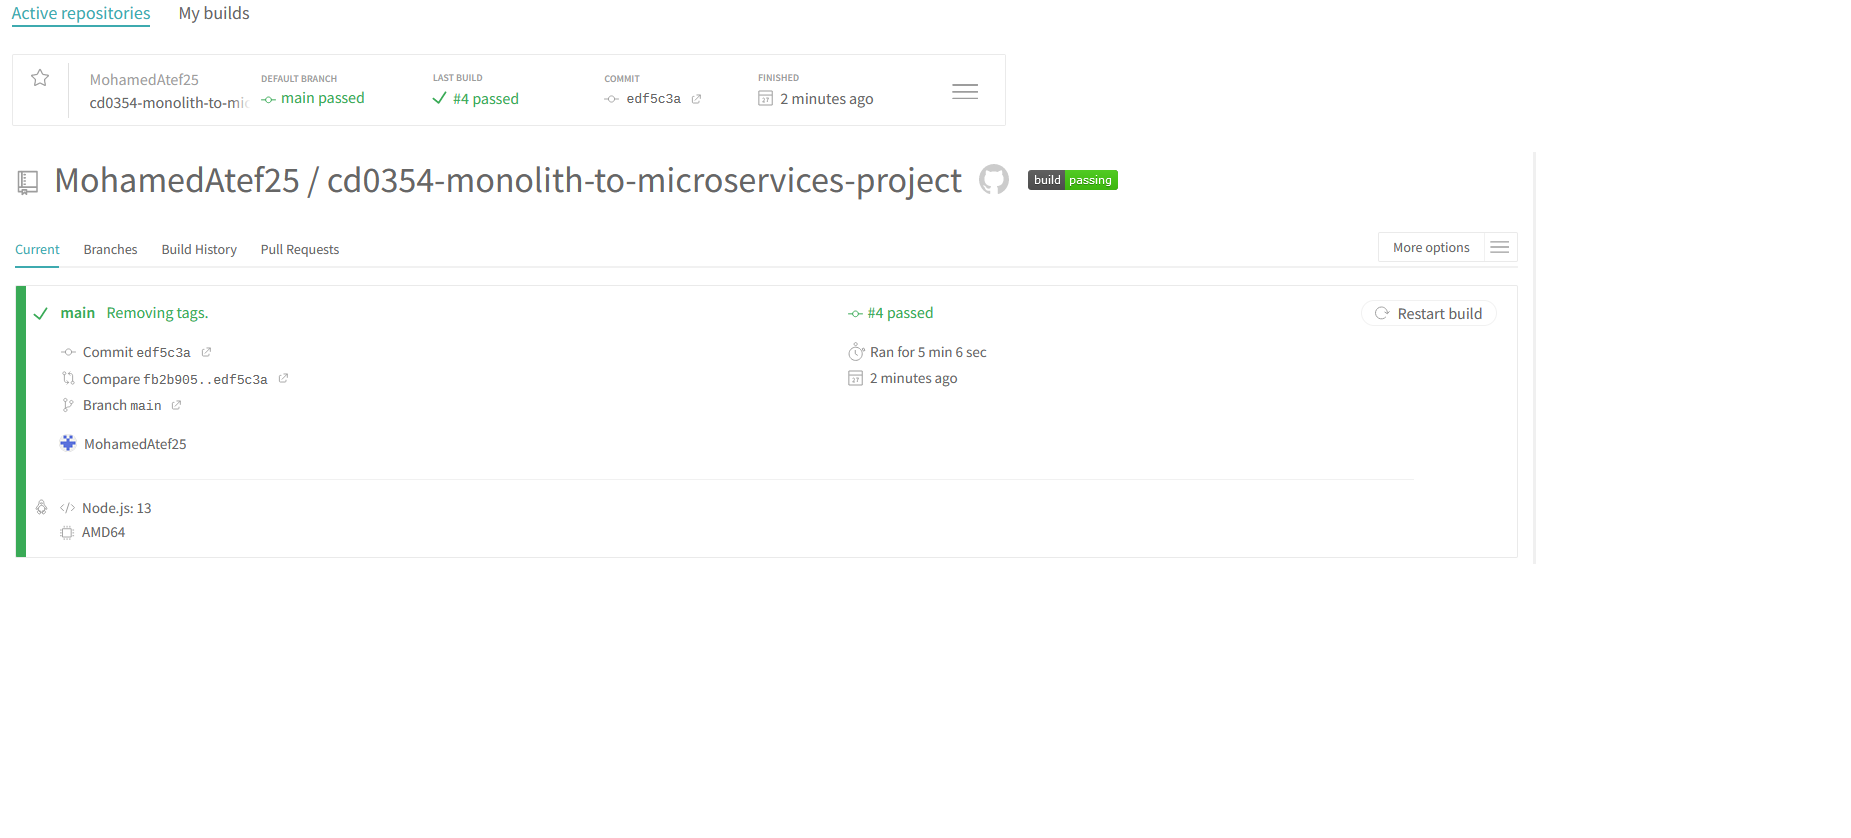 Active repositories My builds
MohamedAtef25 DEFAULT BRANCH LAST BUILD COMMIT FINISHED
cd0354-monolith-to-mic main passed #4 passed edf5c3a 27 2 minutes ago
MohamedAtef25 / cd0354-monolith-to-microservices-project build passing
Current Branches Build History Pull Requests More options
main Removing tags. #4 passed Restart build
Commit edf5c3a Ran for 5 min 6 sec
Compare fb2b905..edf5c3a 27 2 minutes ago
Branch main
MohamedAtef25
</> Node.js: 13
AMD64